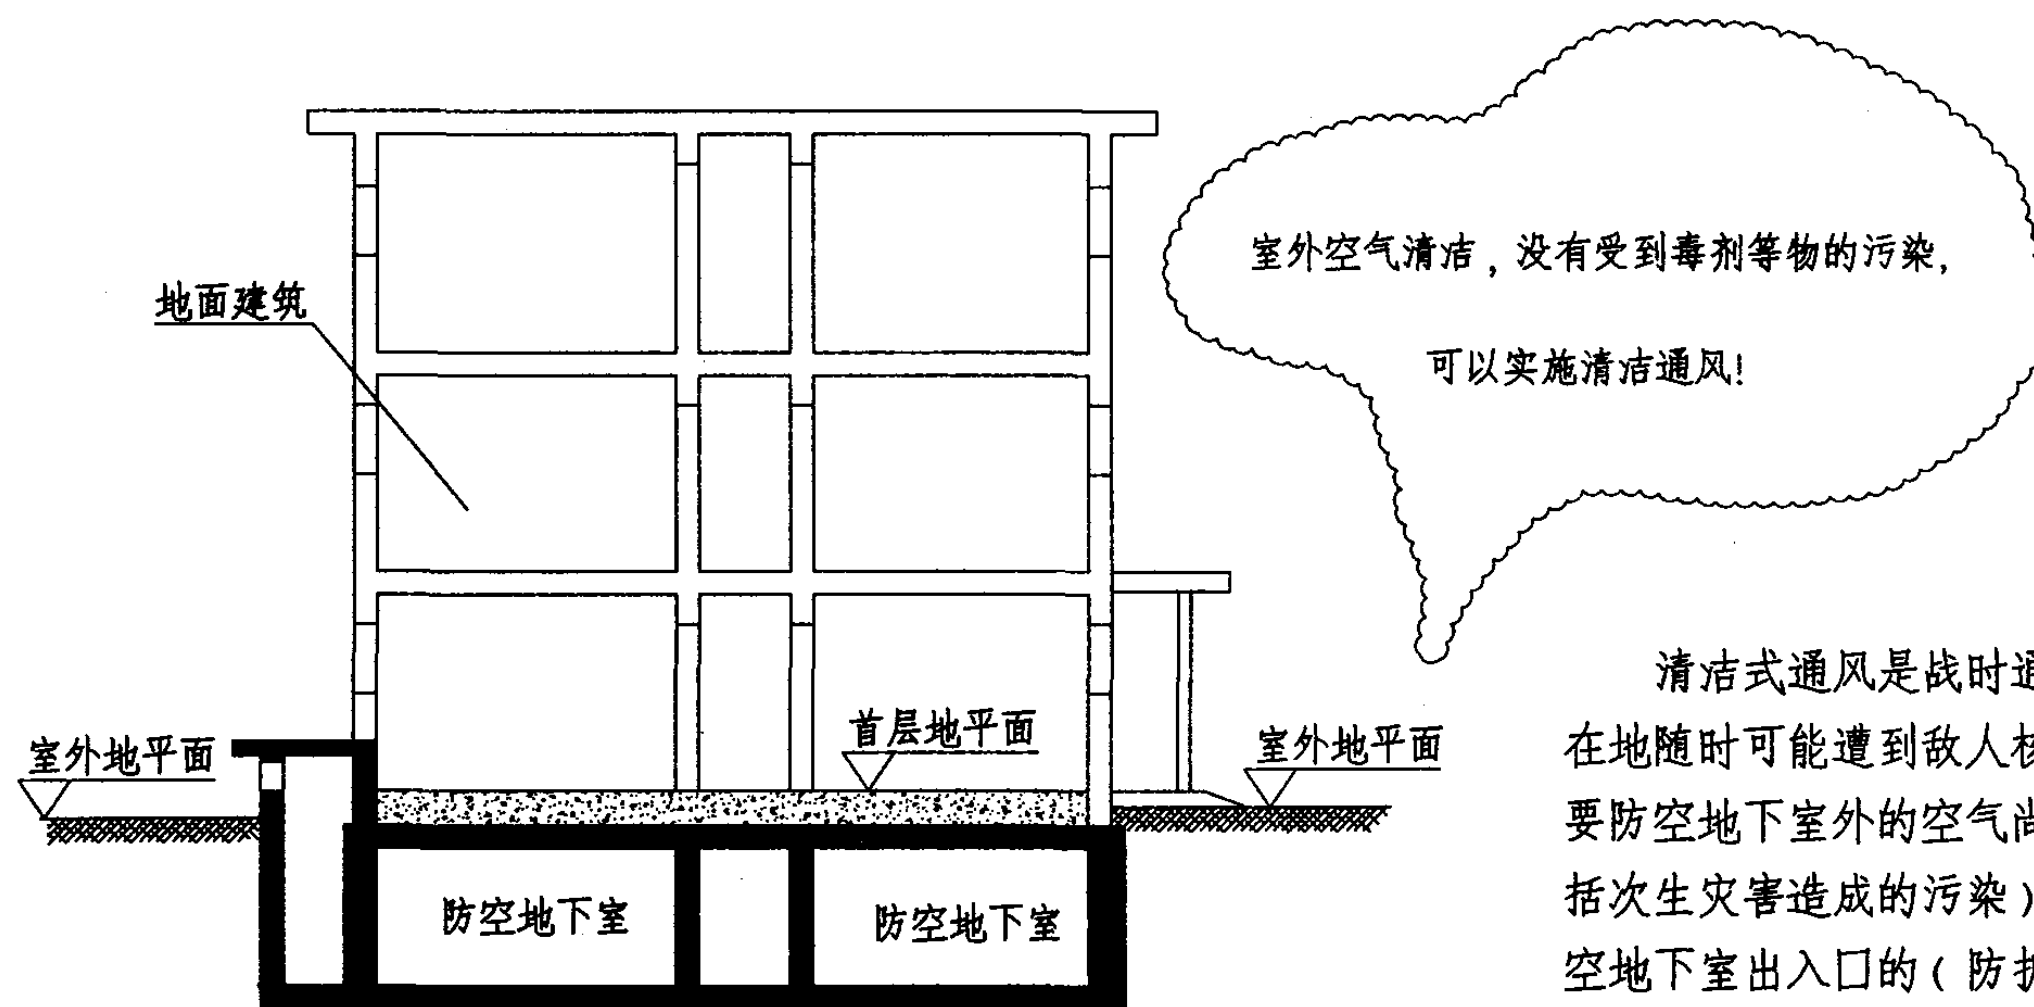 室外空气清洁，没有受到毒剂等物的污染，
可以实施清洁通风！
地面建筑
首层地平面
室外地平面
室外地平面
防空地下室
防空地下室
清洁式通风是战时通
在地随时可能遭到敌人核
要防空地下室外的空气尚
括次生灾害造成的污染）
空地下室出入口的（防护